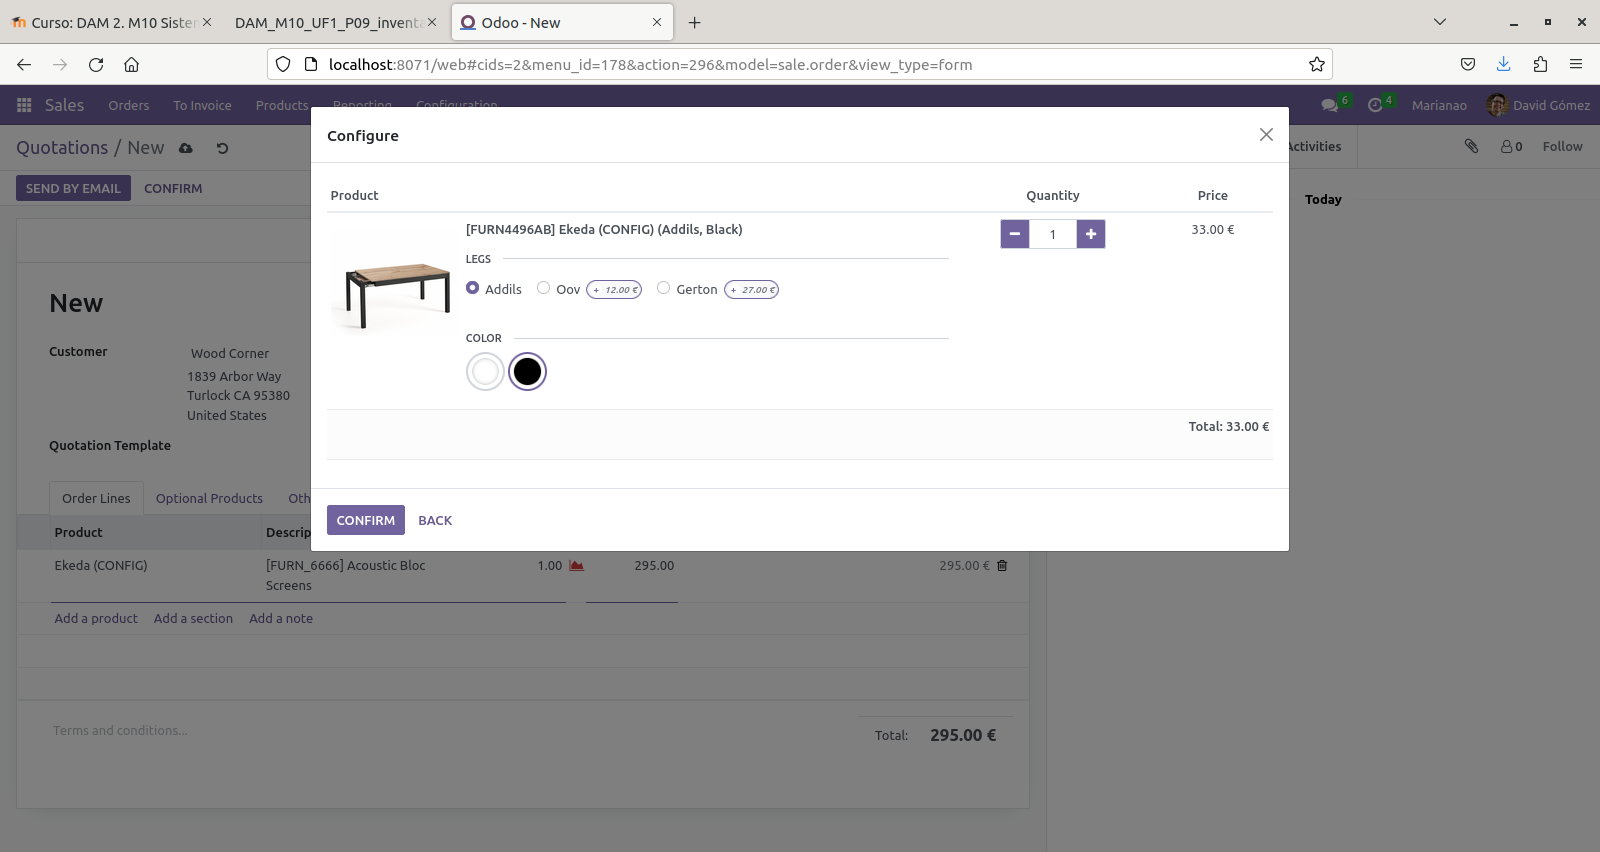 Curso: DAM 2. M10 Sister
DAM_M10_UF1_P09_inventa
Odoo - New
localhost:8071/web#cids=2&menu_id=178&action=296&model=sale.order&view_type=form
Sales Orders To Invoice Products Reporting Configuration 6 4 Marianao David Gómez
Quotations / New
Activities 0 Follow
SEND BY EMAIL CONFIRM
Today
Configure
Product Quantity Price
[FURN4496AB] Ekeda (CONFIG) (Addils, Black) 1 33.00 €
LEGS
Addils Oov + 12.00 € Gerton + 27.00 €
COLOR
Total: 33.00 €
CONFIRM BACK
New
Customer Wood Corner
1839 Arbor Way
Turlock CA 95380
United States
Quotation Template
Order Lines Optional Products Oth
Product Descrip
Ekeda (CONFIG) [FURN_6666] Acoustic Bloc 1.00 295.00 295.00 €
Screens
Add a product Add a section Add a note
Terms and conditions...
Total: 295.00 €